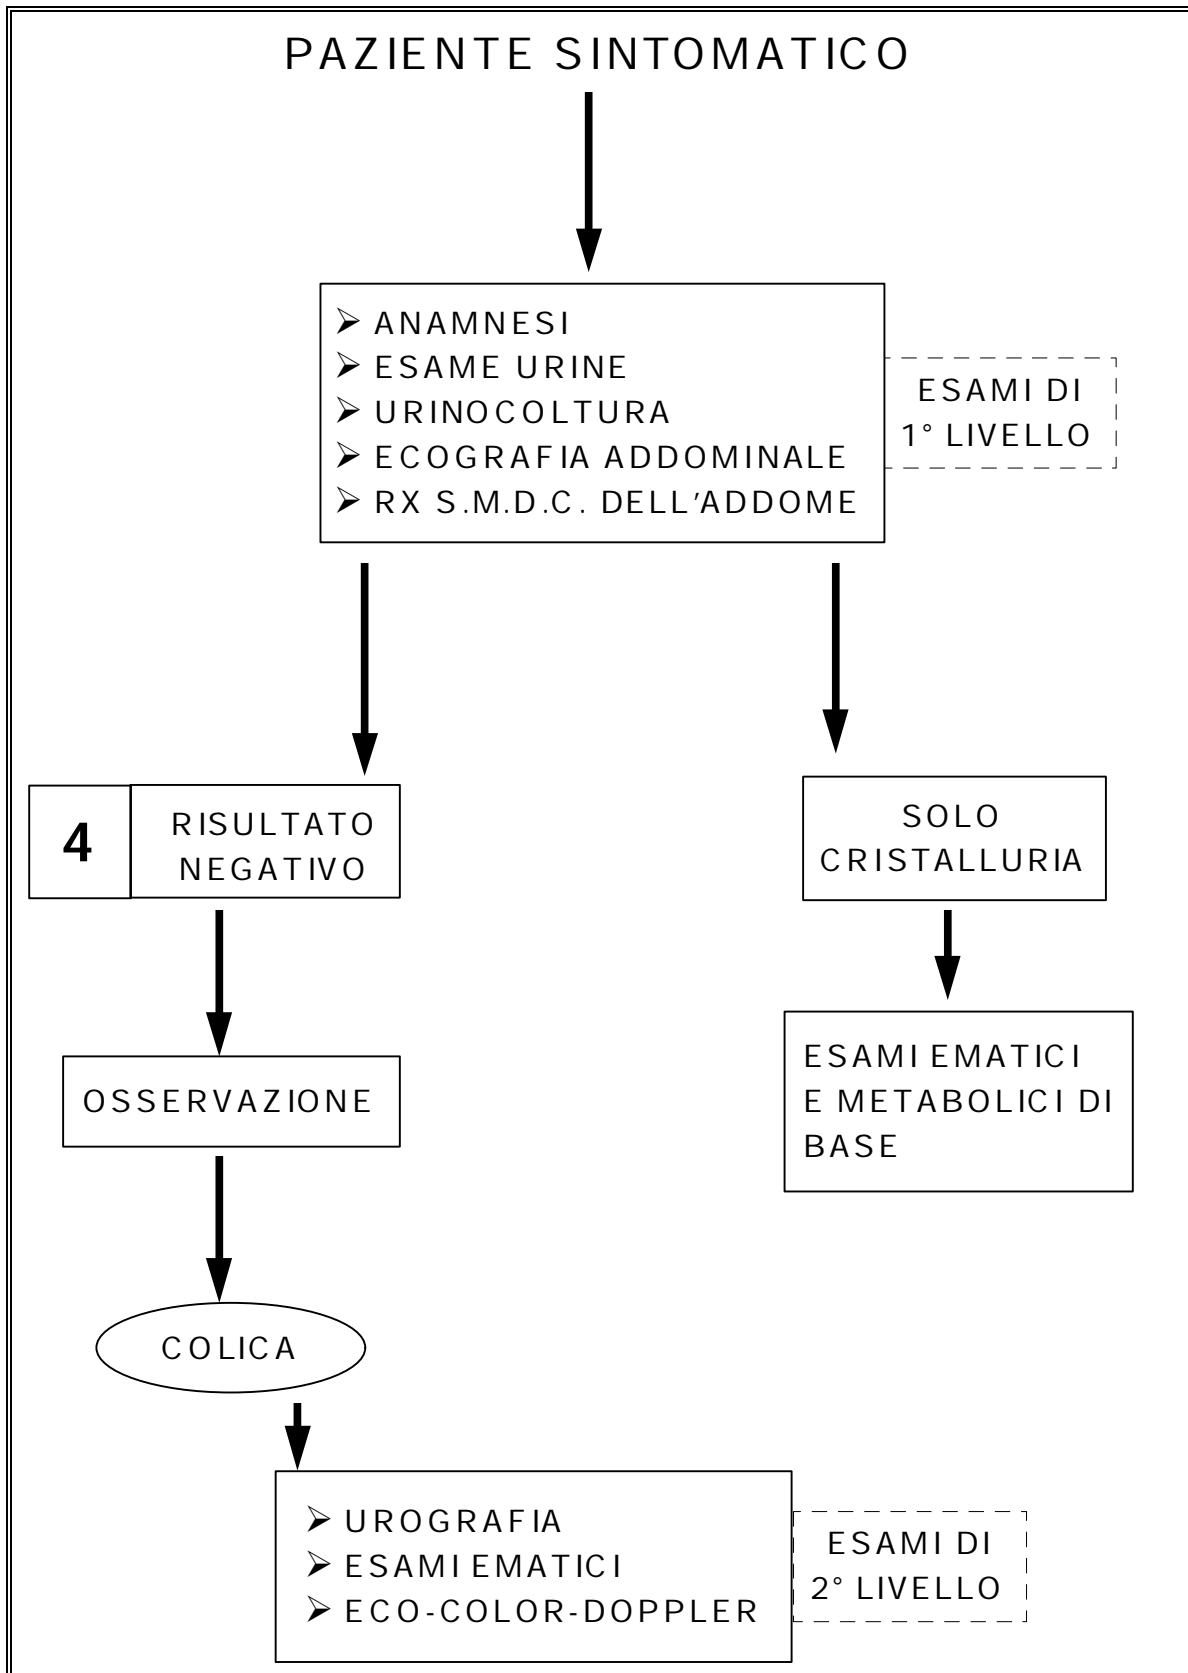 PAZIENTE SINTOMATICO
➢ ANAMNESI
➢ ESAME URINE
➢ URINOCOLTURA
➢ ECOGRAFIA ADDOMINALE
➢ RX S.M.D.C. DELL'ADDOME
ESAMI DI
1° LIVELLO
4
RISULTATO
NEGATIVO
SOLO
CRISTALLURIA
OSSERVAZIONE
ESAMI EMATICI
E METABOLICI DI
BASE
COLICA
➢ UROGRAFIA
➢ ESAMI EMATICI
➢ ECO-COLOR-DOPPLER
ESAMI DI
2° LIVELLO